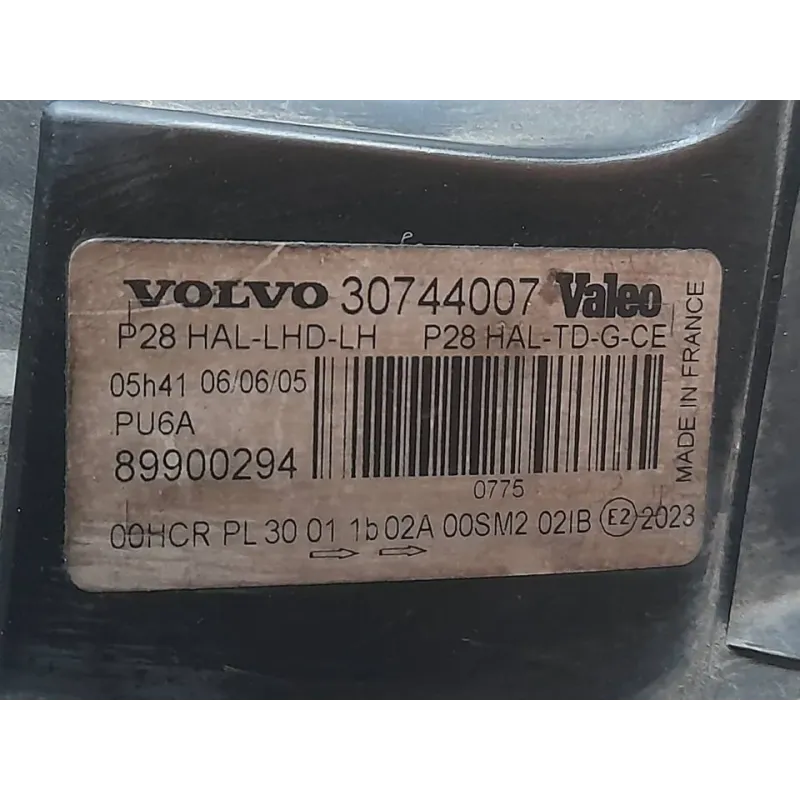 VOLVO 30744007 Valeo
P28 HAL-LHD-LH P28 HAL-TD-G-CE
05h41 06/06/05
PU6A
89900294
0775
00HCR PL 30 01 1b 02A 00SM2 02IB E2 2023
MADE IN FRANCE